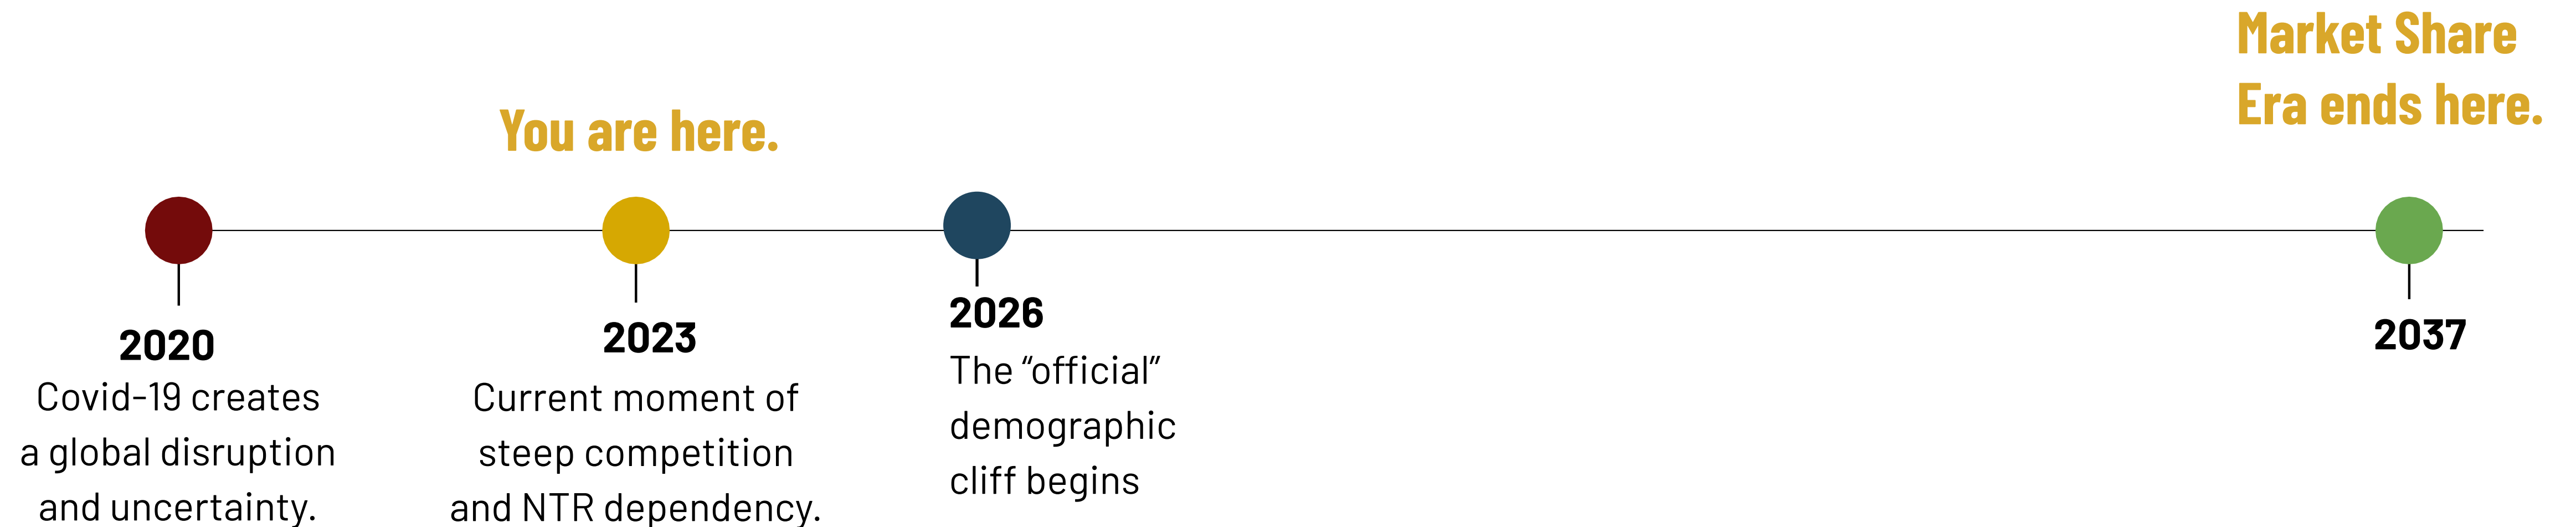 Market Share
Era ends here.
You are here.
2020
Covid-19 creates
a global disruption
and uncertainty.
2023
Current moment of
steep competition
and NTR dependency.
2026
The “official”
demographic
cliff begins
2037